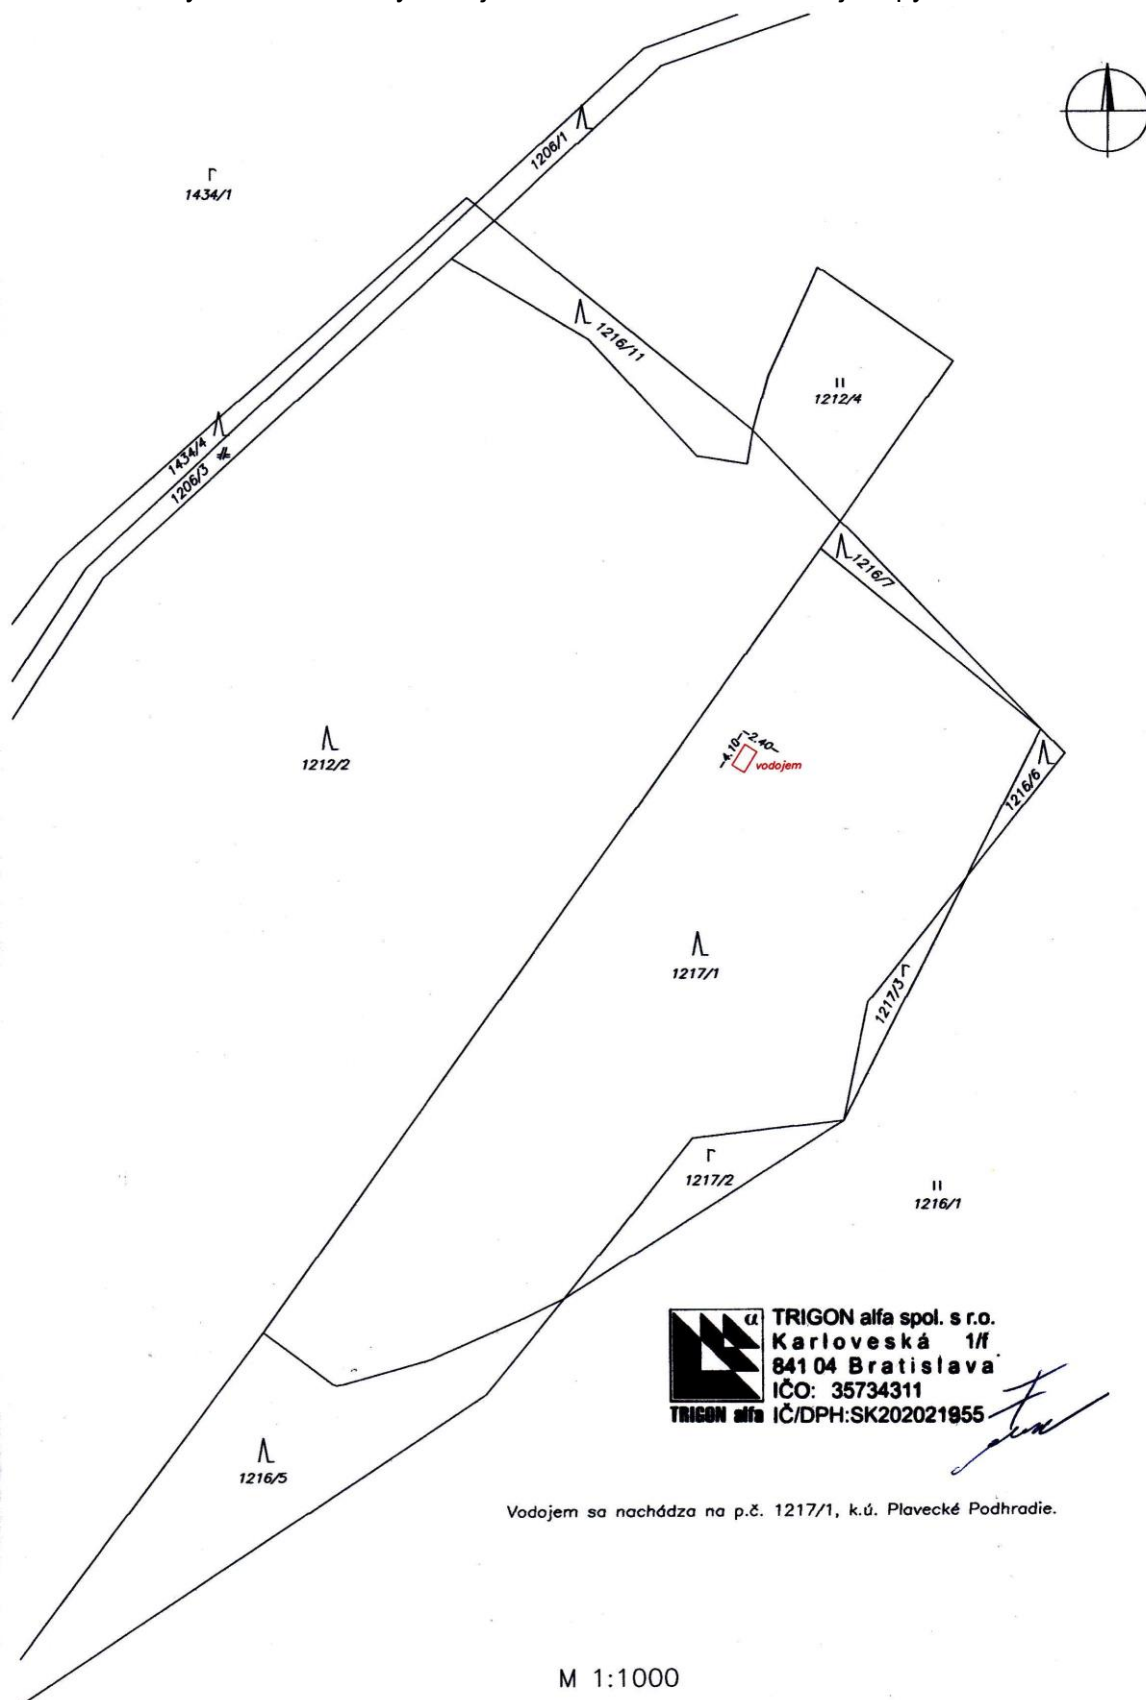 1206/1
1434/1
1216/11
1212/4
1434/4
1206/3
1216/7
1212/2
-4.10-
-2.40-
vodojem
1216/6
1217/1
1217/3
1217/2
1216/1
α TRIGON alfa spol. s r.o.
Karloveská 1/f
841 04 Bratislava
IČO: 35734311
TRIGON alfa IČ/DPH:SK202021955
1216/5
Vodojem sa nachádza na p.č. 1217/1, k.ú. Plavecké Podhradie.
M 1:1000